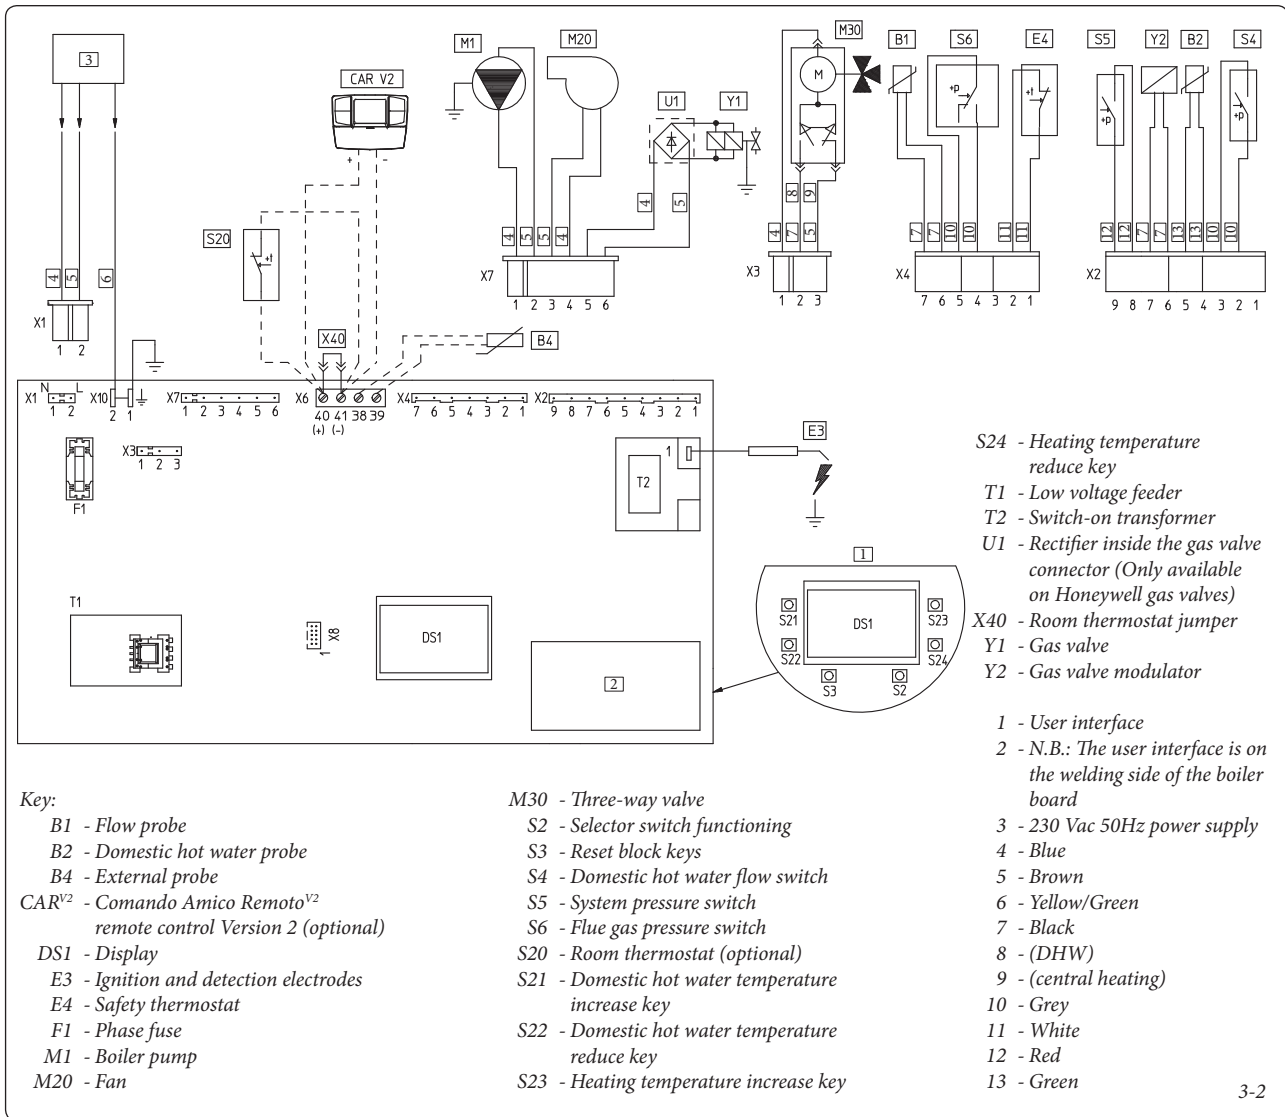 3
CAR V2
+ -
M1
M20
U1
Y1
M30
M
B1
S6
+p
E4
+t
S5
+p
Y2
B2
S4
+p
S20
+t
4 5 6
X1
1 2
4 5 5 4
4 5
X7
1 2 3 4 5 6
8 9
4 7 5
X3
1 2 3
7 7 10 10 11 11
X4
7 6 5 4 3 2 1
12 12 7 7 13 13 10 10
X2
9 8 7 6 5 4 3 2 1
X40
B4
X1 N L
1 2
X10
2 1
X7
1 2 3 4 5 6
X6
40 41 38 39
(+) (-)
X4
7 6 5 4 3 2 1
X2
9 8 7 6 5 4 3 2 1
X3
1 2 3
F1
1
T2
E3
T1
X8
1
DS1
2
1
DS1
S21
S22
S3
S2
S23
S24
Key:
B1 - Flow probe
B2 - Domestic hot water probe
B4 - External probe
CARV2 - Comando Amico RemotoV2
remote control Version 2 (optional)
DS1 - Display
E3 - Ignition and detection electrodes
E4 - Safety thermostat
F1 - Phase fuse
M1 - Boiler pump
M20 - Fan
M30 - Three-way valve
S2 - Selector switch functioning
S3 - Reset block keys
S4 - Domestic hot water flow switch
S5 - System pressure switch
S6 - Flue gas pressure switch
S20 - Room thermostat (optional)
S21 - Domestic hot water temperature
increase key
S22 - Domestic hot water temperature
reduce key
S23 - Heating temperature increase key
S24 - Heating temperature
reduce key
T1 - Low voltage feeder
T2 - Switch-on transformer
U1 - Rectifier inside the gas valve
connector (Only available
on Honeywell gas valves)
X40 - Room thermostat jumper
Y1 - Gas valve
Y2 - Gas valve modulator
1 - User interface
2 - N.B.: The user interface is on
the welding side of the boiler
board
3 - 230 Vac 50Hz power supply
4 - Blue
5 - Brown
6 - Yellow/Green
7 - Black
8 - (DHW)
9 - (central heating)
10 - Grey
11 - White
12 - Red
13 - Green
3-2